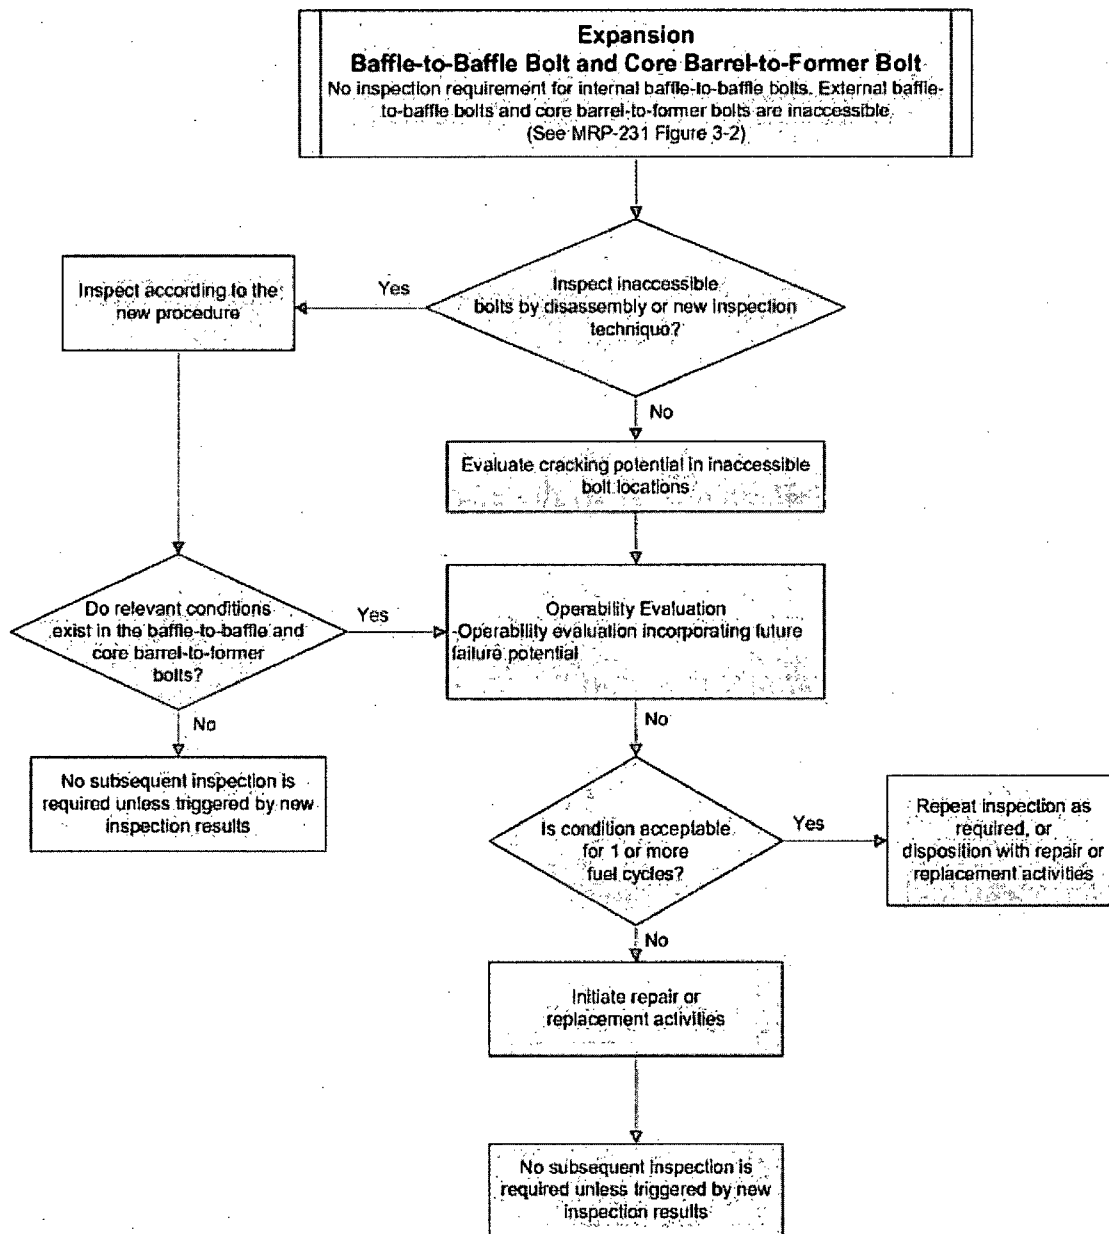 Expansion
Baffle-to-Baffle Bolt and Core Barrel-to-Former Bolt
No inspection requirement for internal baffle-to-baffle bolts. External baffle-
to-baffle bolts and core barrel-to-former bolts are inaccessible
(See MRP-231 Figure 3-2)
Inspect inaccessible
bolts by disassembly or new inspection
technique?
Yes
Inspect according to the
new procedure
No
Evaluate cracking potential in inaccessible
bolt locations
Do relevant conditions
exist in the baffle-to-baffle and
core barrel-to-former
bolts?
Yes
Operability Evaluation
-Operability evaluation incorporating future
failure potential
No
No subsequent inspection is
required unless triggered by new
inspection results
No
Is condition acceptable
for 1 or more
fuel cycles?
Yes
Repeat inspection as
required, or
disposition with repair or
replacement activities
No
Initiate repair or
replacement activities
No subsequent inspection is
required unless triggered by new
inspection results